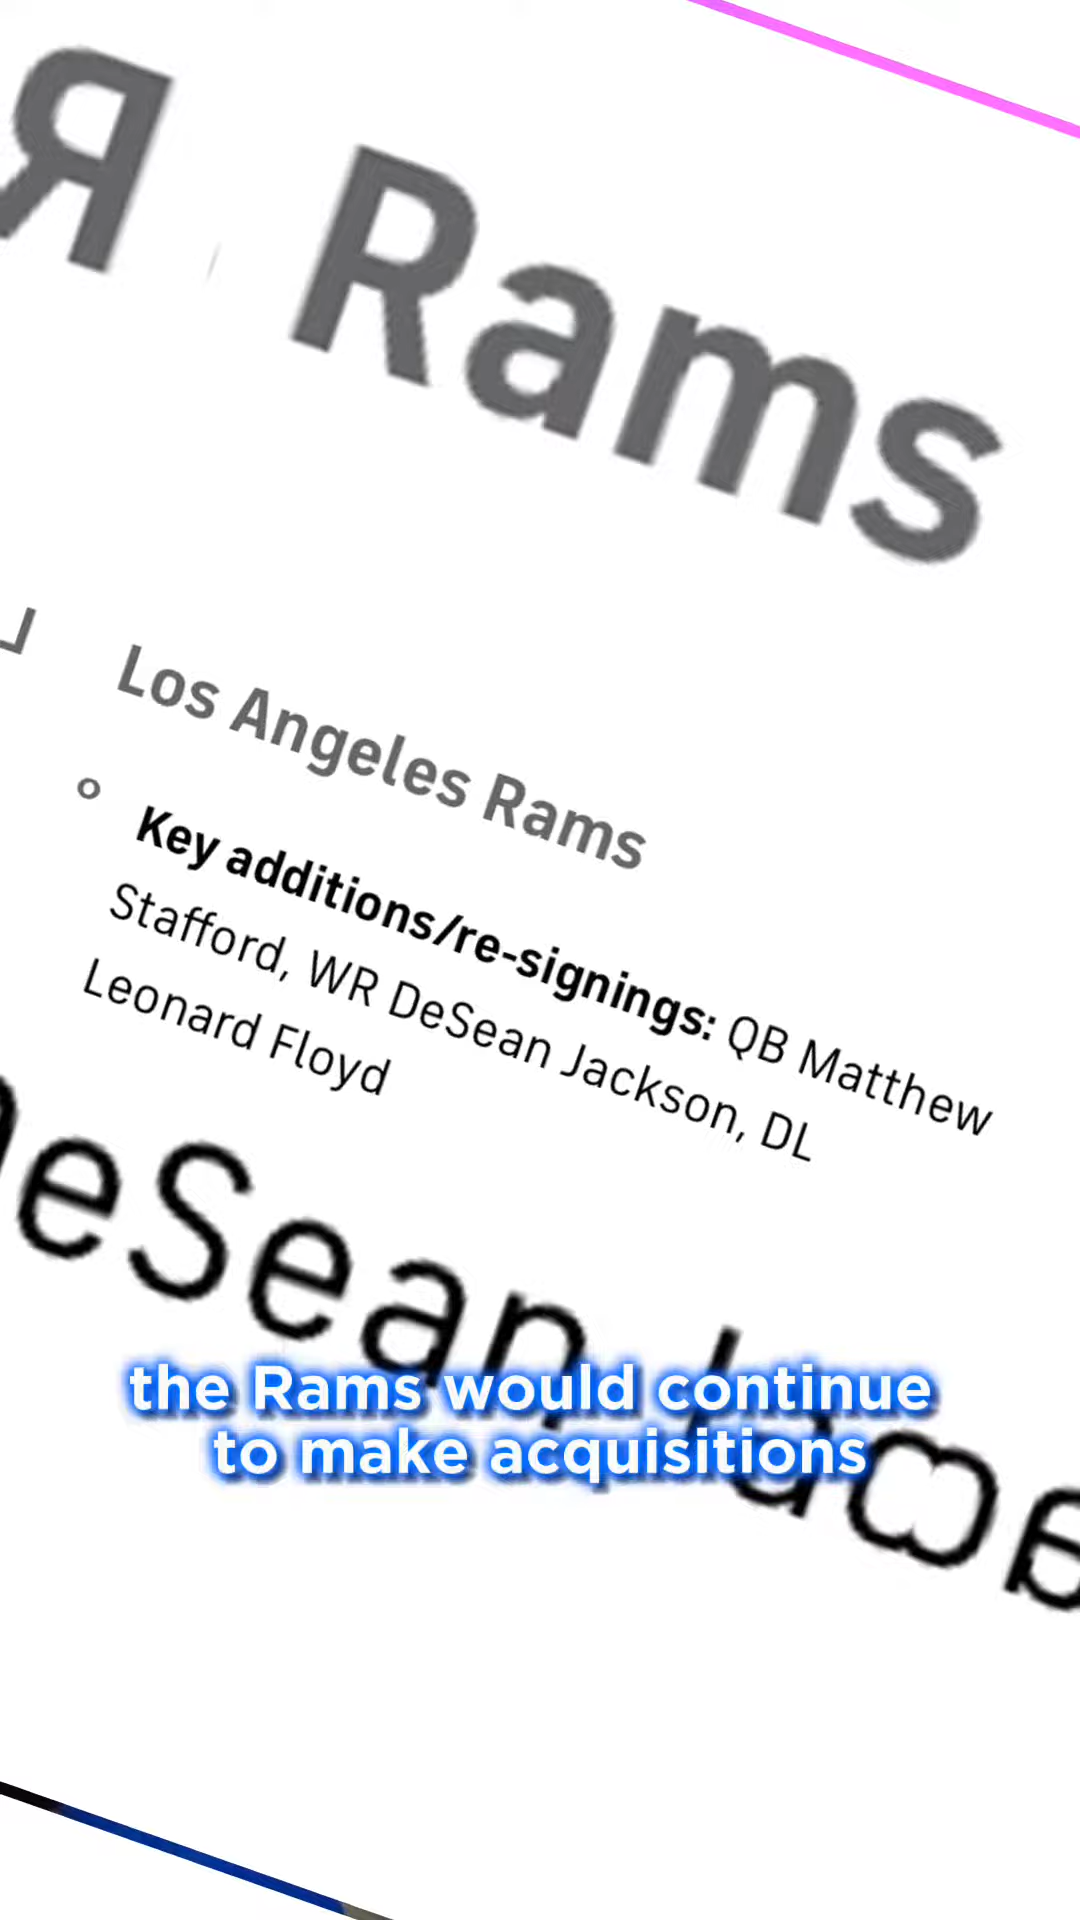 R Rams
L Los Angeles Rams
Key additions/re-signings: QB Matthew
Stafford, WR DeSean Jackson, DL
Leonard Floyd
DeSean
the Rams would continue
to make acquisitions